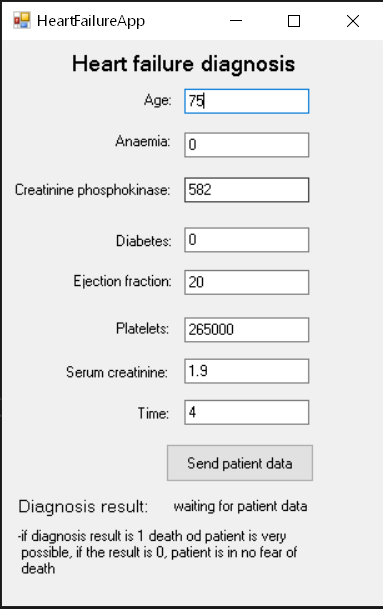 HeartFailureApp
Heart failure diagnosis
Age: 75
Anaemia: 0
Creatinine phosphokinase: 582
Diabetes: 0
Ejection fraction: 20
Platelets: 265000
Serum creatinine: 1.9
Time: 4
Send patient data
Diagnosis result: waiting for patient data
-if diagnosis result is 1 death od patient is very
possible, if the result is 0, patient is in no fear of
death